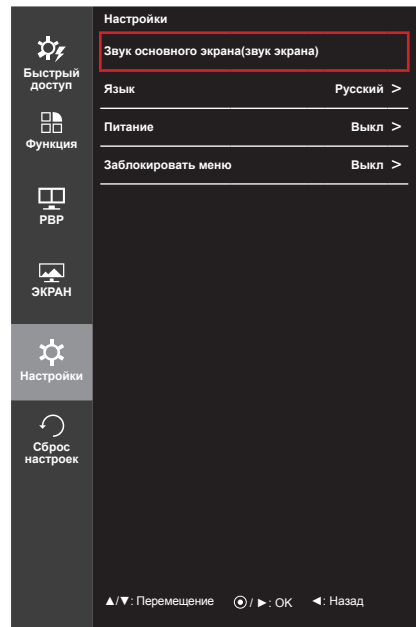 Быстрый
доступ
Функция
PBP
ЭКРАН
Настройки
Сброс
настроек
Настройки
Звук основного экрана(звук экрана)
Язык Русский >
Питание Выкл >
Заблокировать меню Выкл >
▲/▼: Перемещение ⦿ / ►: OK ◄: Назад